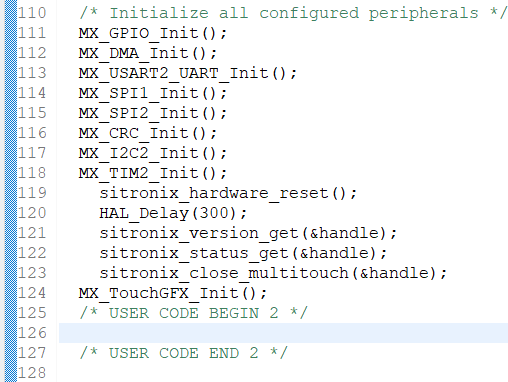 110 /* Initialize all configured peripherals */
111 MX_GPIO_Init();
112 MX_DMA_Init();
113 MX_USART2_UART_Init();
114 MX_SPI1_Init();
115 MX_SPI2_Init();
116 MX_CRC_Init();
117 MX_I2C2_Init();
118 MX_TIM2_Init();
119 sitronix_hardware_reset();
120 HAL_Delay(300);
121 sitronix_version_get(&handle);
122 sitronix_status_get(&handle);
123 sitronix_close_multitouch(&handle);
124 MX_TouchGFX_Init();
125 /* USER CODE BEGIN 2 */
126
127 /* USER CODE END 2 */
128